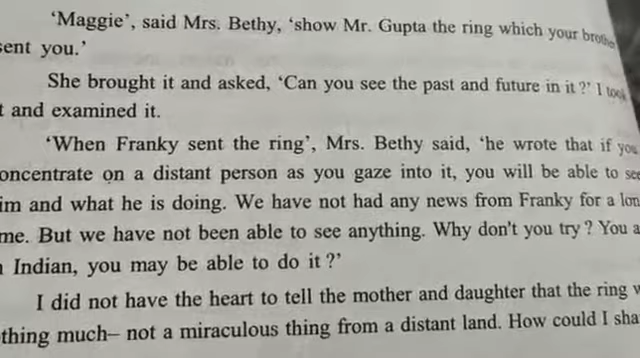 'Maggie', said Mrs. Bethy, 'show Mr. Gupta the ring which your brothe
sent you.'
She brought it and asked, 'Can you see the past and future in it?' I took
t and examined it.
'When Franky sent the ring', Mrs. Bethy said, 'he wrote that if you
oncentrate on a distant person as you gaze into it, you will be able to see
im and what he is doing. We have not had any news from Franky for a lon
me. But we have not been able to see anything. Why don't you try? You a
n Indian, you may be able to do it?'
I did not have the heart to tell the mother and daughter that the ring w
thing much– not a miraculous thing from a distant land. How could I sha